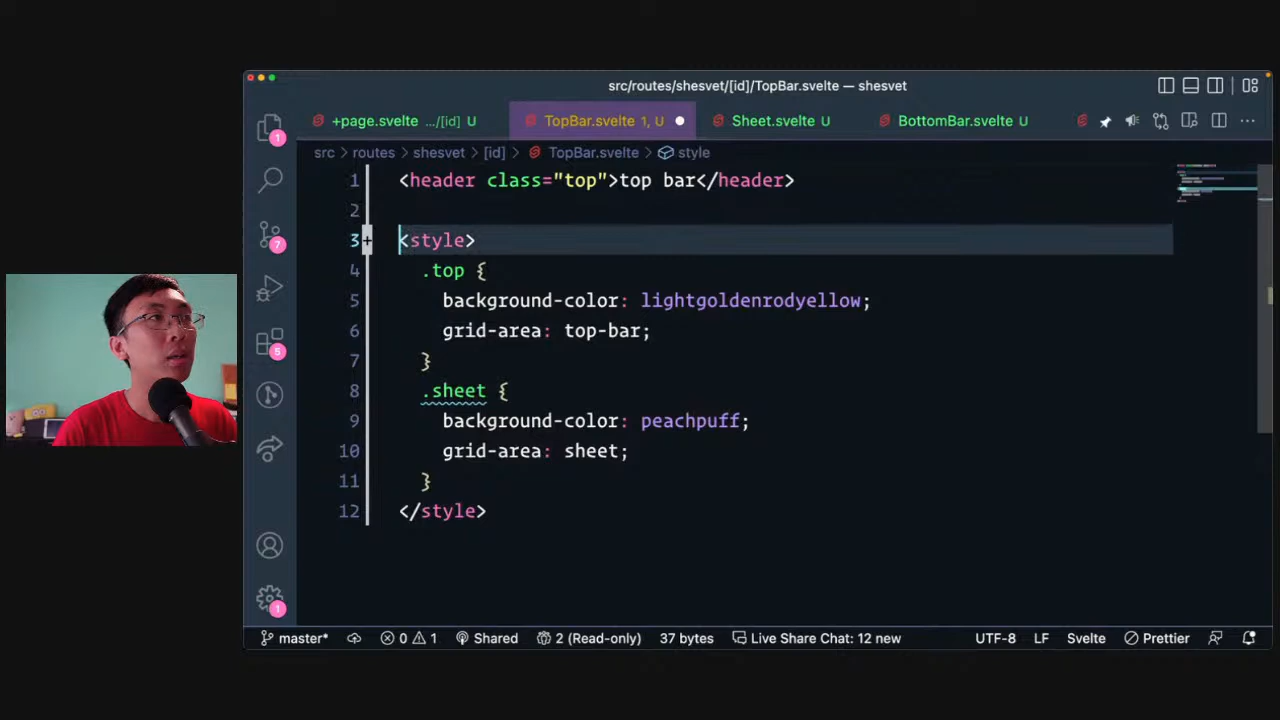 src/routes/shesvet/[id]/TopBar.svelte — shesvet
+page.svelte .../[id] U
TopBar.svelte 1, U
Sheet.svelte U
BottomBar.svelte U
src > routes > shesvet > [id] > TopBar.svelte > style
1 <header class="top">top bar</header>
2
3 <style>
4 .top {
5 background-color: lightgoldenrodyellow;
6 grid-area: top-bar;
7 }
8 .sheet {
9 background-color: peachpuff;
10 grid-area: sheet;
11 }
12 </style>
1
7
5
1
master* 0 1 Shared 2 (Read-only) 37 bytes Live Share Chat: 12 new UTF-8 LF Svelte Prettier